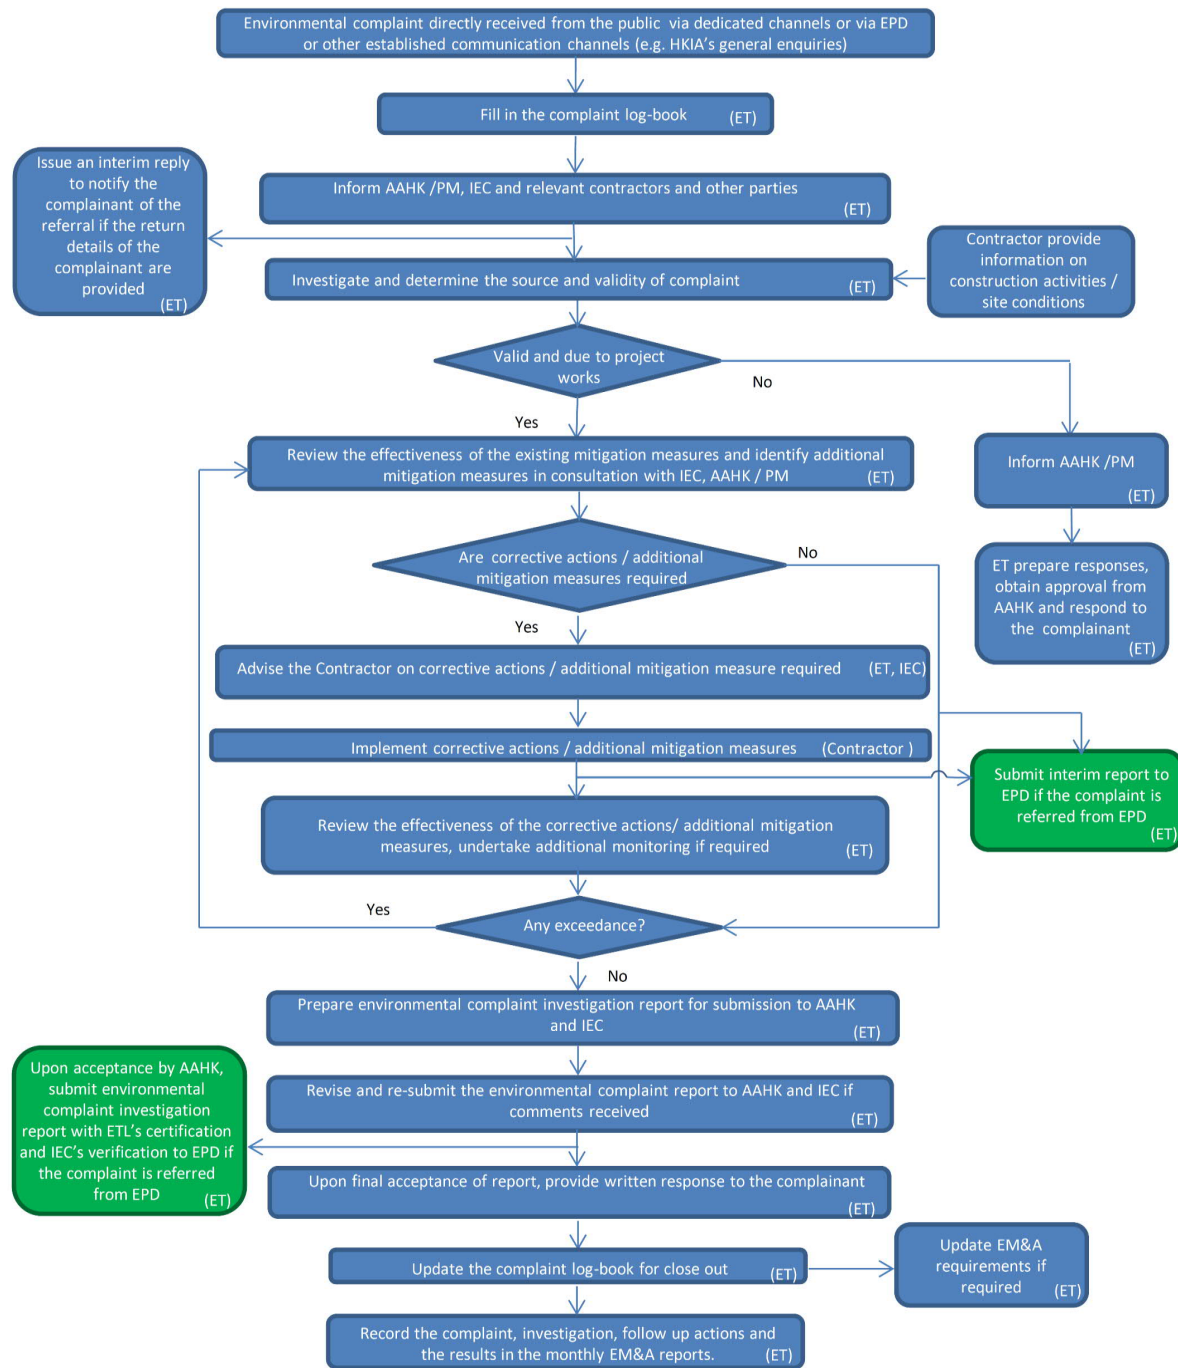 Environmental complaint directly received from the public via dedicated channels or via EPD
or other established communication channels (e.g. HKIA's general enquiries)
Fill in the complaint log-book (ET)
Issue an interim reply
to notify the
complainant of the
referral if the return
details of the
complainant are
provided
(ET)
Inform AAHK /PM, IEC and relevant contractors and other parties
(ET)
Investigate and determine the source and validity of complaint (ET)
Contractor provide
information on
construction activities /
site conditions
Valid and due to project
works
No
Yes
Review the effectiveness of the existing mitigation measures and identify additional
mitigation measures in consultation with IEC, AAHK / PM (ET)
Inform AAHK /PM
(ET)
Are corrective actions / additional
mitigation measures required
No
Yes
ET prepare responses,
obtain approval from
AAHK and respond to
the complainant
(ET)
Advise the Contractor on corrective actions / additional mitigation measure required (ET, IEC)
Implement corrective actions / additional mitigation measures (Contractor )
Submit interim report to
EPD if the complaint is
referred from EPD
(ET)
Review the effectiveness of the corrective actions/ additional mitigation
measures, undertake additional monitoring if required (ET)
Yes
Any exceedance?
No
Prepare environmental complaint investigation report for submission to AAHK
and IEC (ET)
Upon acceptance by AAHK,
submit environmental
complaint investigation
report with ETL's certification
and IEC's verification to EPD if
the complaint is referred
from EPD
(ET)
Revise and re-submit the environmental complaint report to AAHK and IEC if
comments received
(ET)
Upon final acceptance of report, provide written response to the complainant
(ET)
Update the complaint log-book for close out (ET)
Update EM&A
requirements if
required
(ET)
Record the complaint, investigation, follow up actions and
the results in the monthly EM&A reports. (ET)